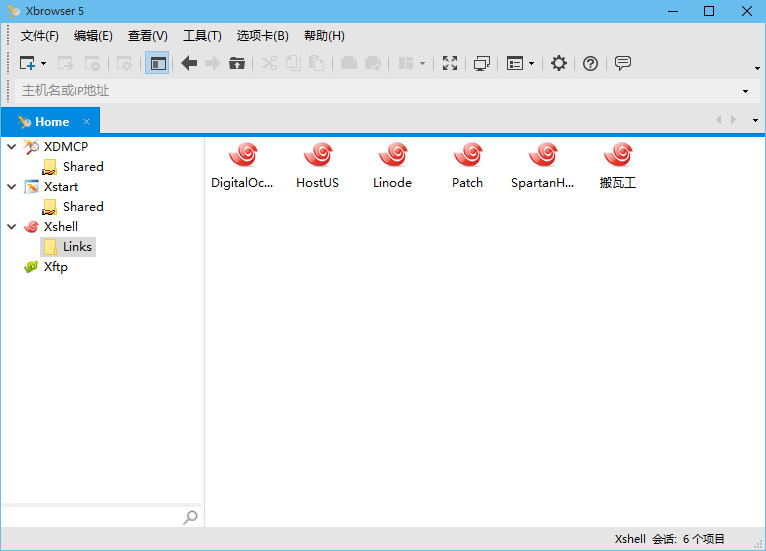 Xbrowser 5
文件(F) 编辑(E) 查看(V) 工具(T) 选项卡(B) 帮助(H)
主机名或IP地址
Home
XDMCP
Shared
Xstart
Shared
Xshell
Links
Xftp
DigitalOc... HostUS Linode Patch SpartanH... 搬瓦工
Xshell 会话: 6 个项目